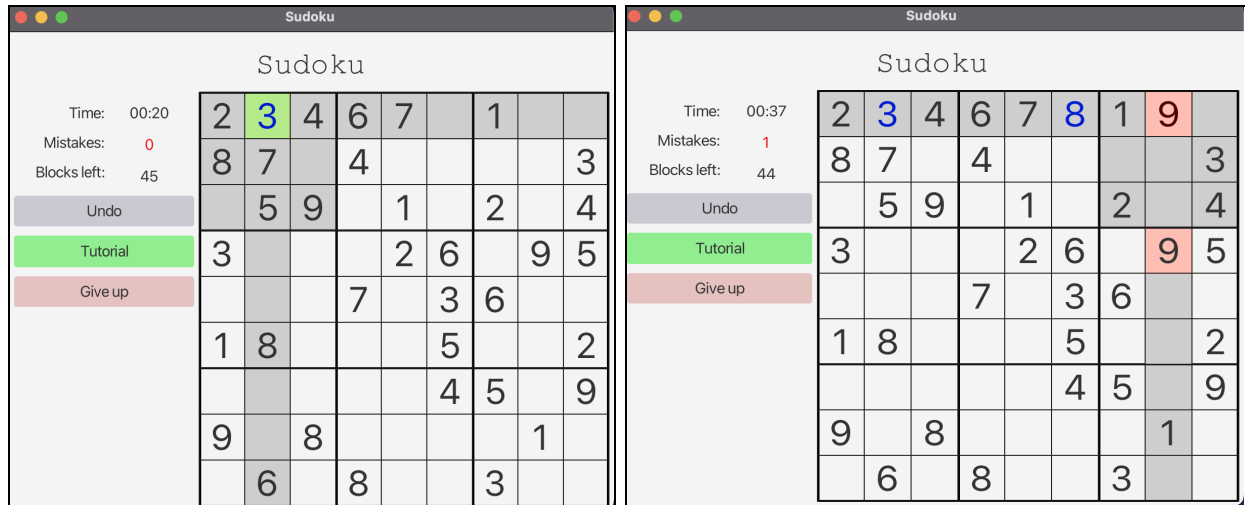 Sudoku
Sudoku
Time: 00:20
Mistakes: 0
Blocks left: 45
Undo
Tutorial
Give up
2 3 4 6 7 1
8 7 4 3
5 9 1 2 4
3 2 6 9 5
7 3 6
1 8 5 2
4 5 9
9 8 1
6 8 3
Sudoku
Sudoku
Time: 00:37
Mistakes: 1
Blocks left: 44
Undo
Tutorial
Give up
2 3 4 6 7 8 1 9
8 7 4 3
5 9 1 2 4
3 2 6 9 5
7 3 6
1 8 5 2
4 5 9
9 8 1
6 8 3